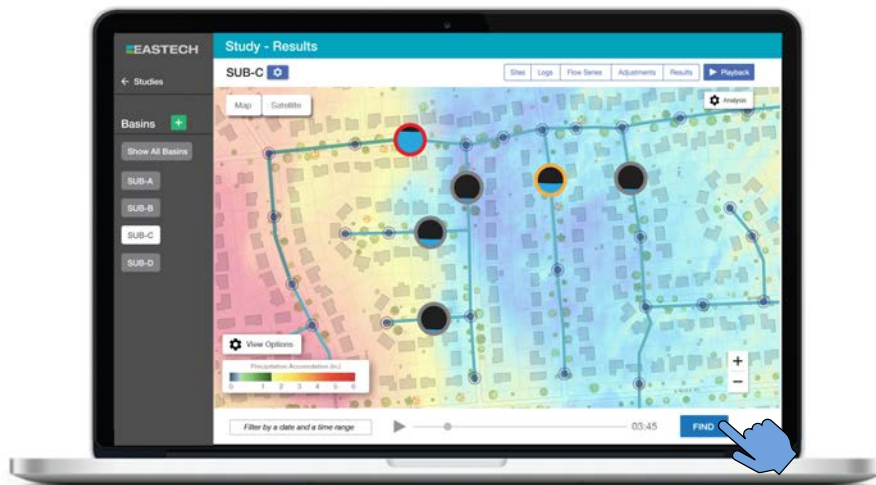 EASTECH
Study - Results
← Studies
SUB-C
Sites
Logs
Flow Series
Adjustments
Results
Playback
Map
Satellite
Analysis
Basins
+
Show All Basins
SUB-A
SUB-B
SUB-C
SUB-D
View Options
Precipitation Accumulation (in.)
0 1 2 3 4 5 6
+
−
Filter by a date and a time range
03:45
FIND